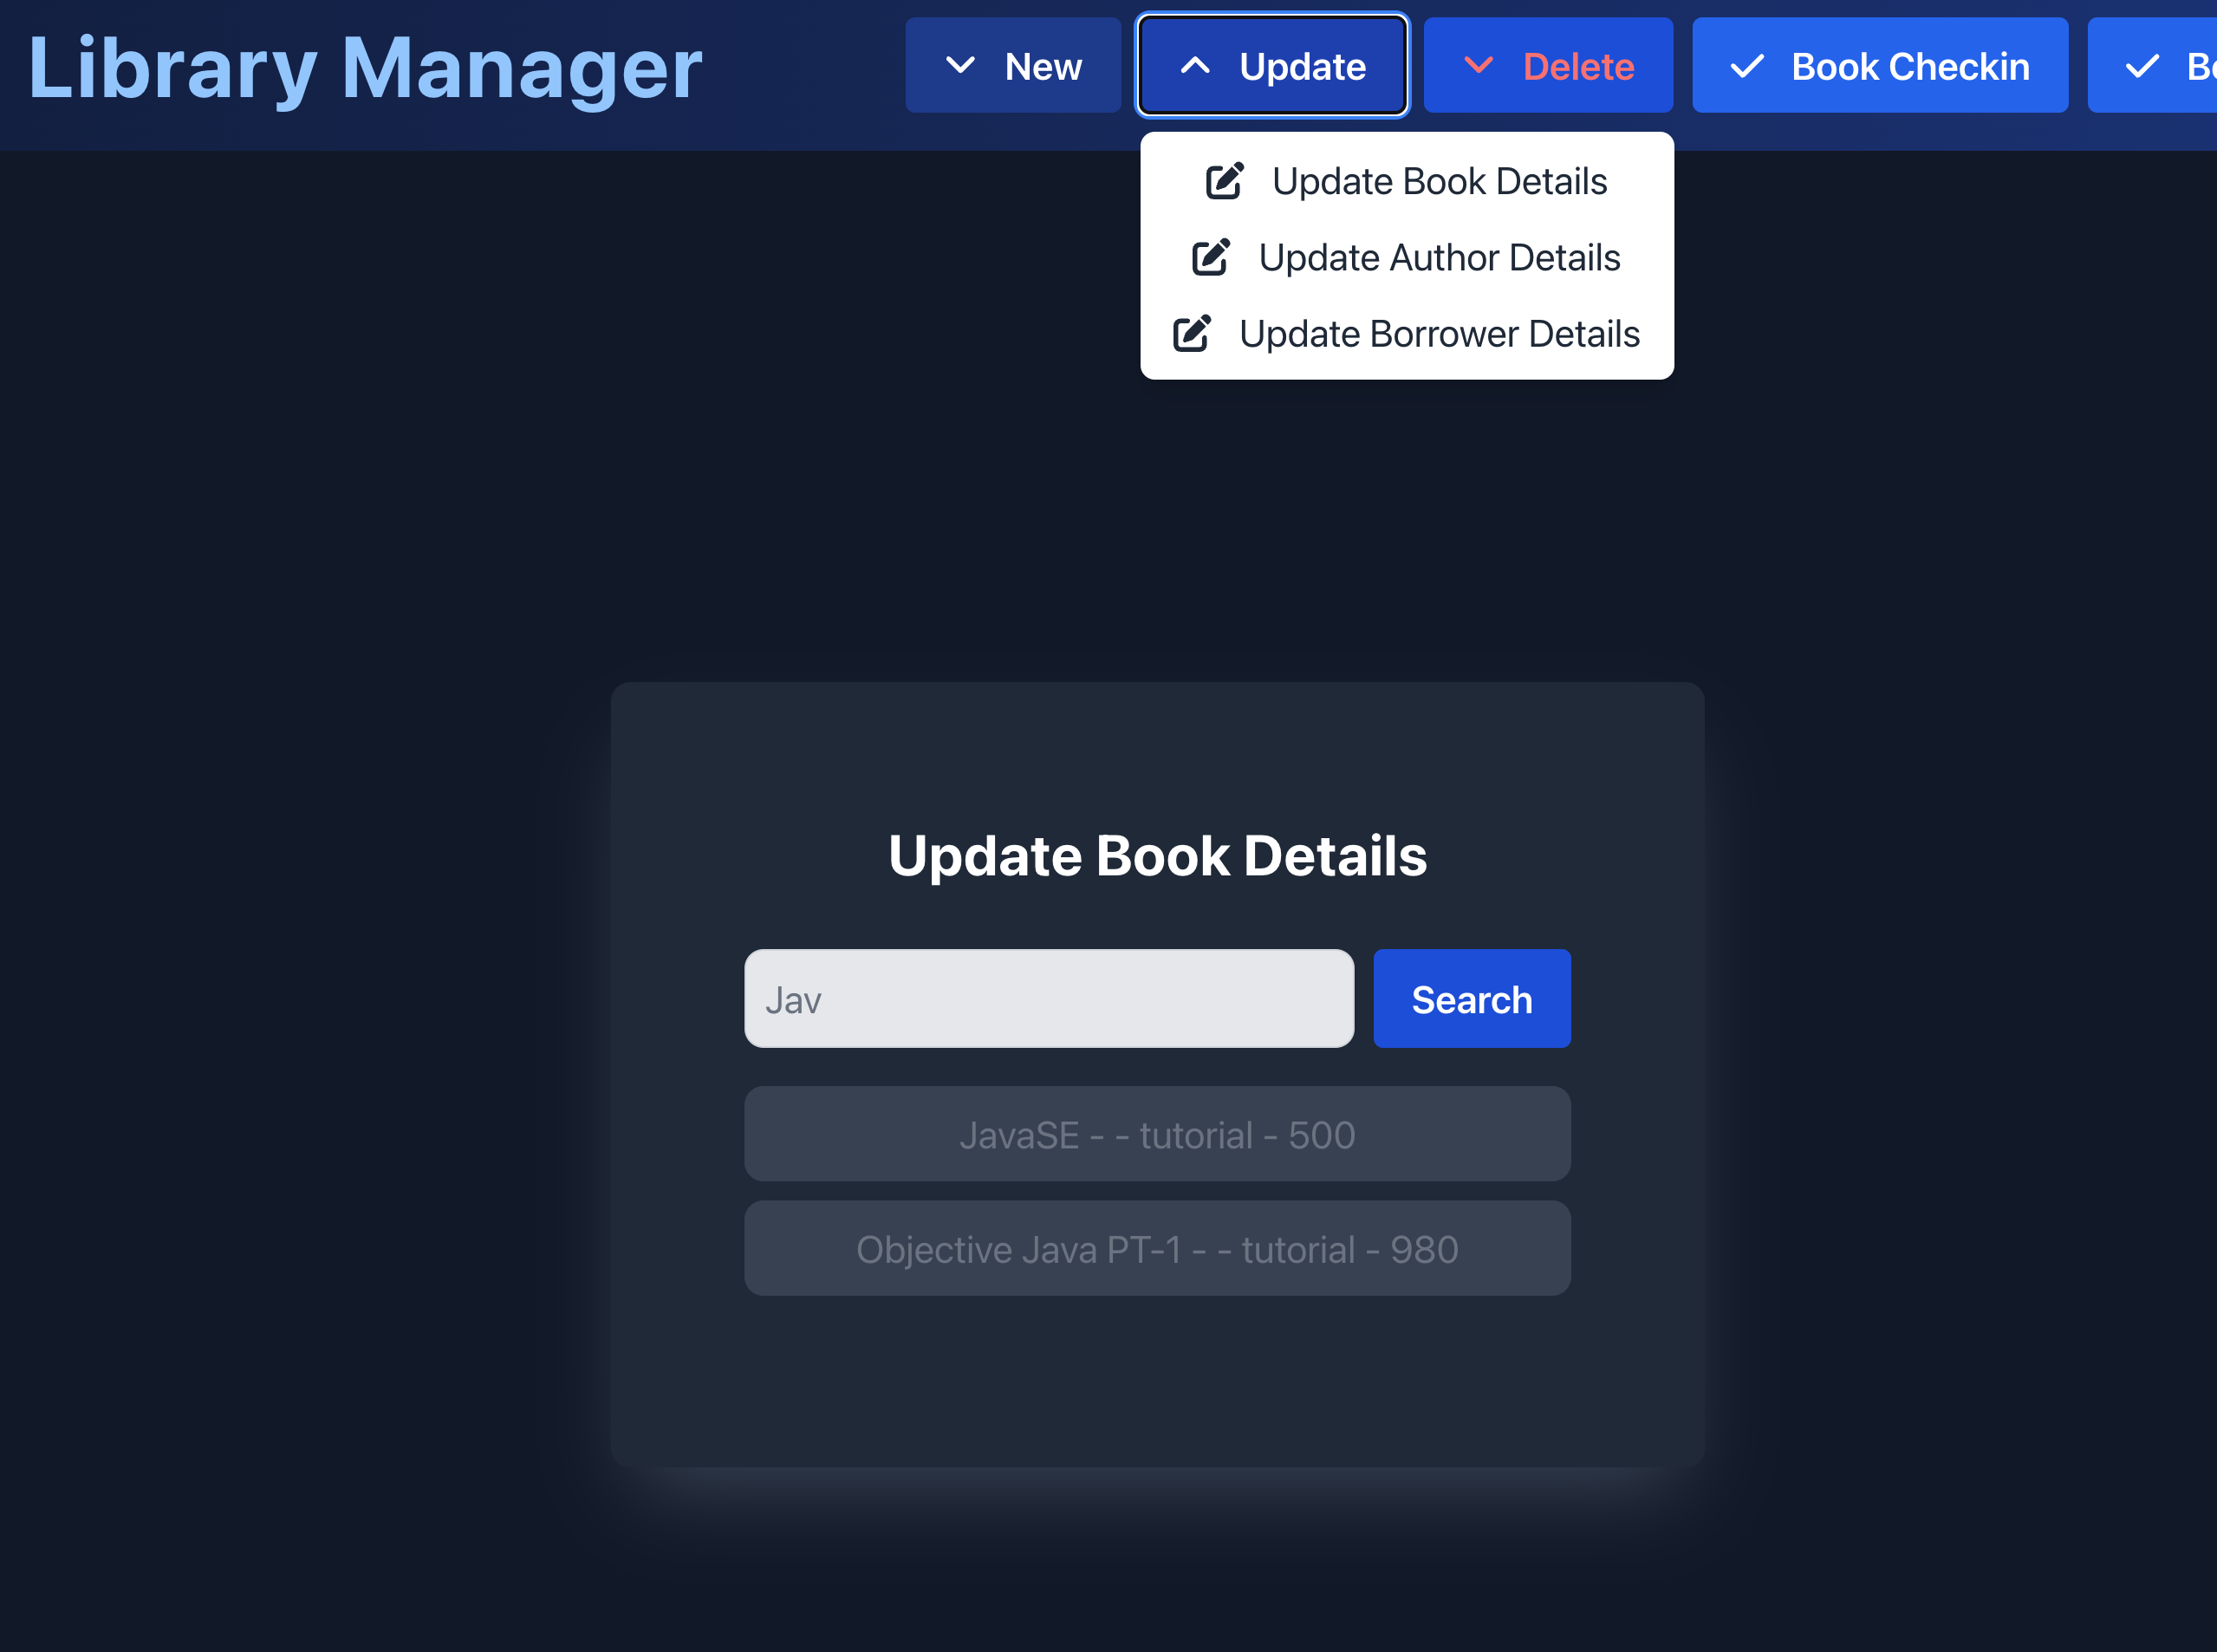 Library Manager
New
Update
Delete
Book Checkin
Update Book Details
Update Author Details
Update Borrower Details
Update Book Details
Jav
Search
JavaSE - - tutorial - 500
Objective Java PT-1 - - tutorial - 980